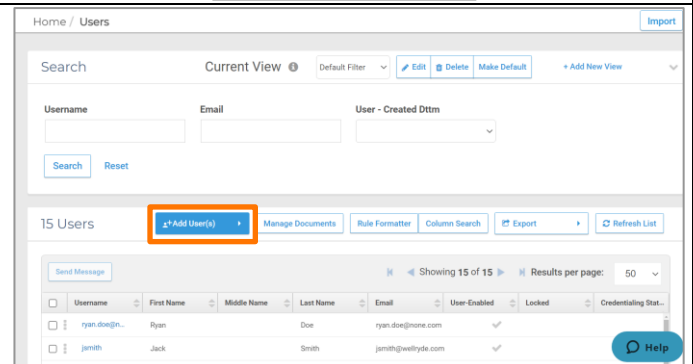 Home / Users Import
Search Current View Default Filter Edit Delete Make Default + Add New View
Username Email User - Created Dttm
Search Reset
15 Users +Add User(s) Manage Documents Rule Formatter Column Search Export Refresh List
Send Message Showing 15 of 15 Results per page: 50
Username First Name Middle Name Last Name Email User-Enabled Locked Credentialing Stat...
ryan.doe@n... Ryan Doe ryan.doe@none.com
jsmith Jack Smith jsmith@wellryde.com
Help